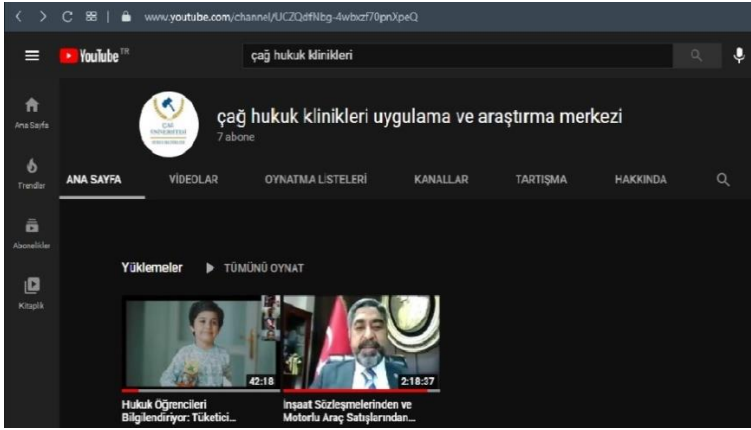 www.youtube.com/channel/UCZQdfNbg-4wbxzf70pnXpeQ
YouTube TR
çağ hukuk klinikleri
çağ hukuk klinikleri uygulama ve araştırma merkezi
7 abone
Ana Sayfa
Trendler
Abonelikler
Kitaplık
ANA SAYFA VİDEOLAR OYNATMA LİSTELERİ KANALLAR TARTIŞMA HAKKINDA
Yüklemeler TÜMÜNÜ OYNAT
42:18
2:18:37
Hukuk Öğrencileri
Bilgilendiriyor: Tüketici...
İnşaat Sözleşmelerinden ve
Motorlu Araç Satışlarından...